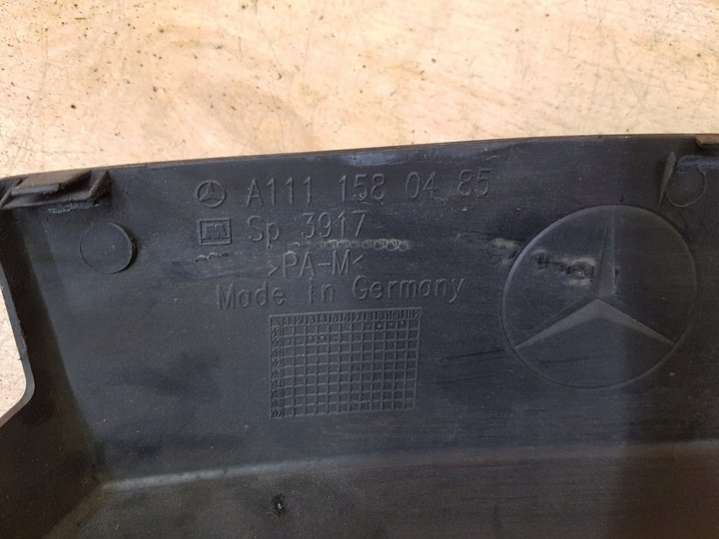 A111 158 04 85
Sp 3917
>PA-M<
Made in Germany